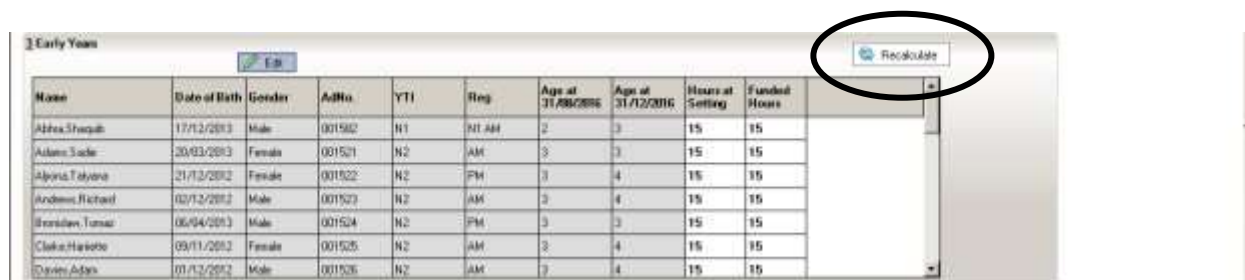 3 Early Years
Edit
Recalculate
Name Date of Birth Gender AdNo. YTI Reg Age at 31/08/2016 Age at 31/12/2016 Hours at Setting Funded Hours
Abhra,Shaquib 17/12/2013 Male 001502 N1 N1 AM 2 3 15 15
Adams,Sadie 20/03/2013 Female 001521 N2 AM 3 3 15 15
Aljona,Tatyana 21/12/2012 Female 001522 N2 PM 3 4 15 15
Andrews,Richard 02/12/2012 Male 001523 N2 AM 3 4 15 15
Bronislaw,Tomasz 06/04/2013 Male 001524 N2 PM 3 3 15 15
Clarke,Harriette 09/11/2012 Female 001525 N2 AM 3 4 15 15
Davies,Adam 01/12/2012 Male 001526 N2 AM 3 4 15 15